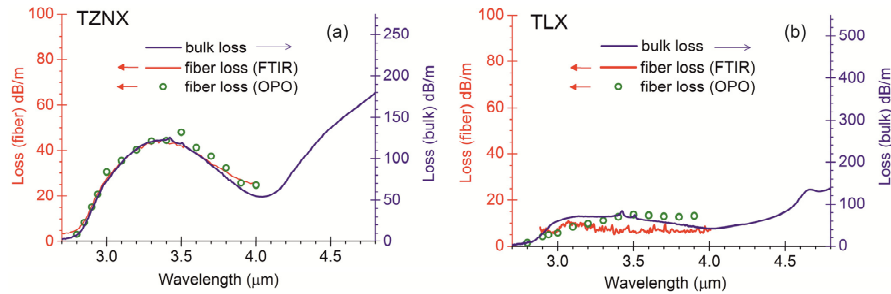 TZNX
(a)
bulk loss
fiber loss (FTIR)
fiber loss (OPO)
Loss (fiber) dB/m
100
80
60
40
20
0
3.0
3.5
4.0
4.5
Wavelength (μm)
250
200
150
100
50
0
Loss (bulk) dB/m
TLX
(b)
bulk loss
fiber loss (FTIR)
fiber loss (OPO)
Loss (fiber) dB/m
100
80
60
40
20
0
3.0
3.5
4.0
4.5
Wavelength (μm)
500
400
300
200
100
0
Loss (bulk) dB/m